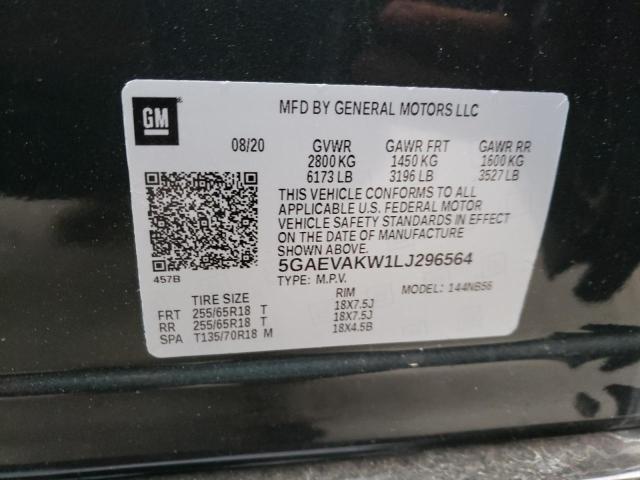 GM
MFD BY GENERAL MOTORS LLC
08/20 GVWR GAWR FRT GAWR RR
2800 KG 1450 KG 1600 KG
6173 LB 3196 LB 3527 LB
THIS VEHICLE CONFORMS TO ALL
APPLICABLE U.S. FEDERAL MOTOR
VEHICLE SAFETY STANDARDS IN EFFECT
ON THE DATE OF MANUFACTURE
SHOWN ABOVE.
5GAEVAKW1LJ296564
457B
TYPE: M.P.V. MODEL: 144NB56
TIRE SIZE RIM
FRT 255/65R18 T 18X7.5J
RR 255/65R18 T 18X7.5J
SPA T135/70R18 M 18X4.5B